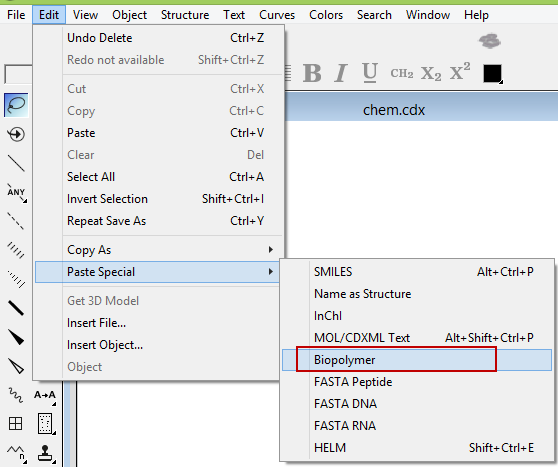 File Edit View Object Structure Text Curves Colors Search Window Help
Undo Delete Ctrl+Z
Redo not available Shift+Ctrl+Z
B I U CH2 X2 X2
Cut Ctrl+X
Copy Ctrl+C
chem.cdx
Paste Ctrl+V
Clear Del
Select All Ctrl+A
ANY
Invert Selection Shift+Ctrl+I
Repeat Save As Ctrl+Y
Copy As
Paste Special
SMILES Alt+Ctrl+P
Get 3D Model
Name as Structure
Insert File...
InChI
Insert Object...
MOL/CDXML Text Alt+Shift+Ctrl+P
Object
Biopolymer
FASTA Peptide
A→A
FASTA DNA
FASTA RNA
HELM Shift+Ctrl+E
n